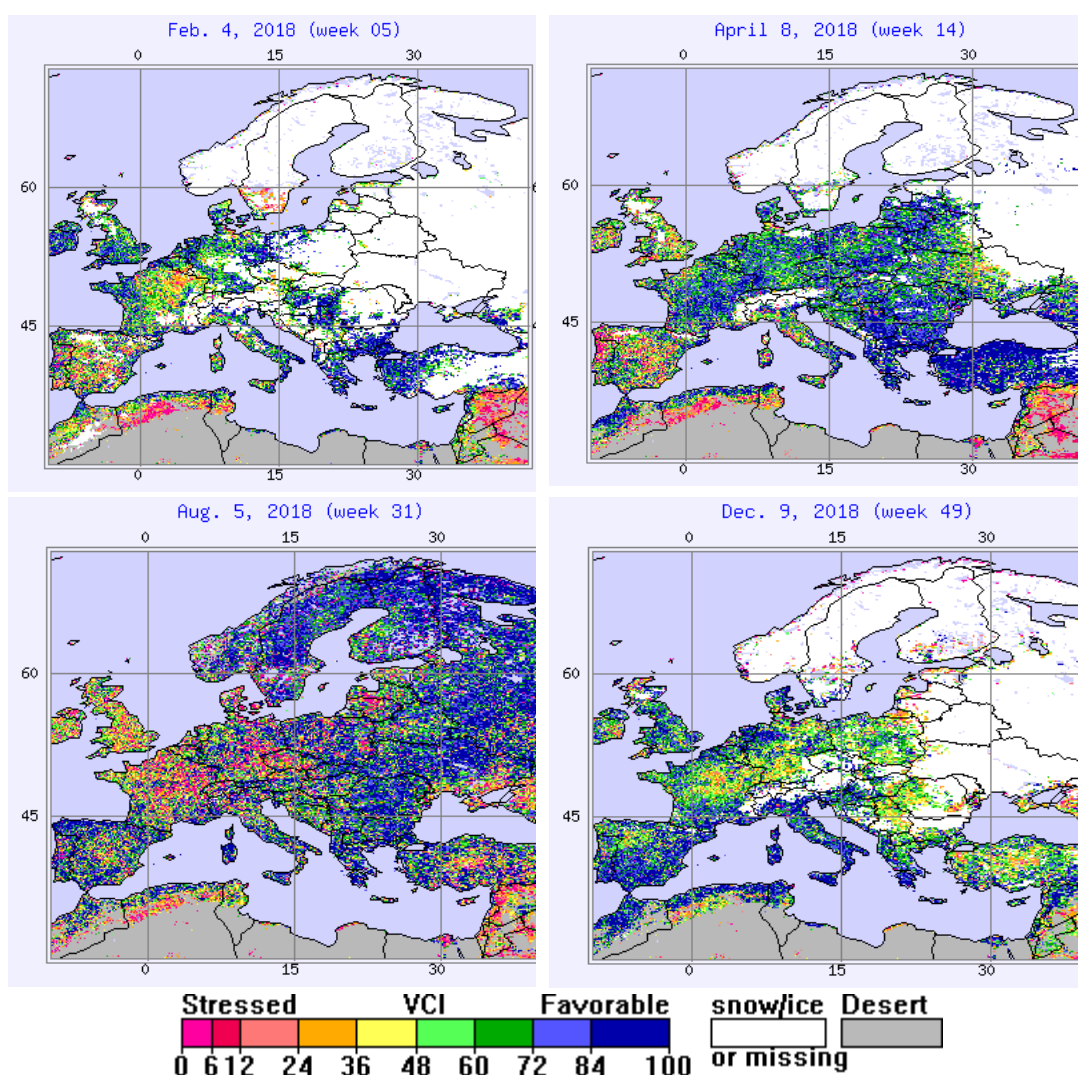 Feb. 4, 2018 (week 05)
April 8, 2018 (week 14)
0 15 30
0 15 30
60
60
45
45
0 15 30
0 15 30
Aug. 5, 2018 (week 31)
Dec. 9, 2018 (week 49)
0 15 30
0 15 30
60
60
45
45
0 15 30
0 15 30
Stressed VCI Favorable snow/ice Desert
0 6 12 24 36 48 60 72 84 100 or missing